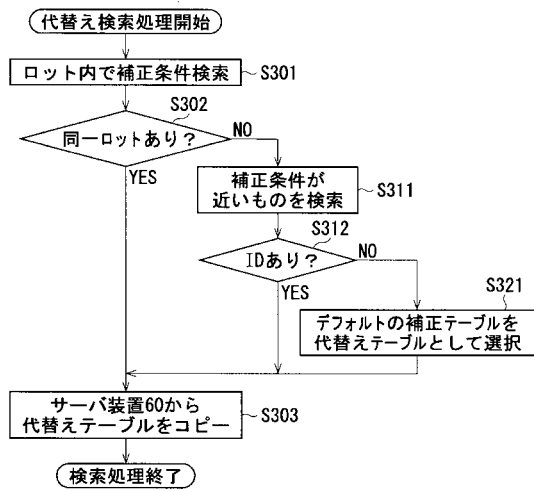 代替え検索処理開始
ロット内で補正条件検索
S301
S302
同一ロットあり?
NO
YES
補正条件が
近いものを検索
S311
S312
IDあり?
NO
YES
S321
デフォルトの補正テーブルを
代替えテーブルとして選択
サーバ装置60から
代替えテーブルをコピー
S303
検索処理終了